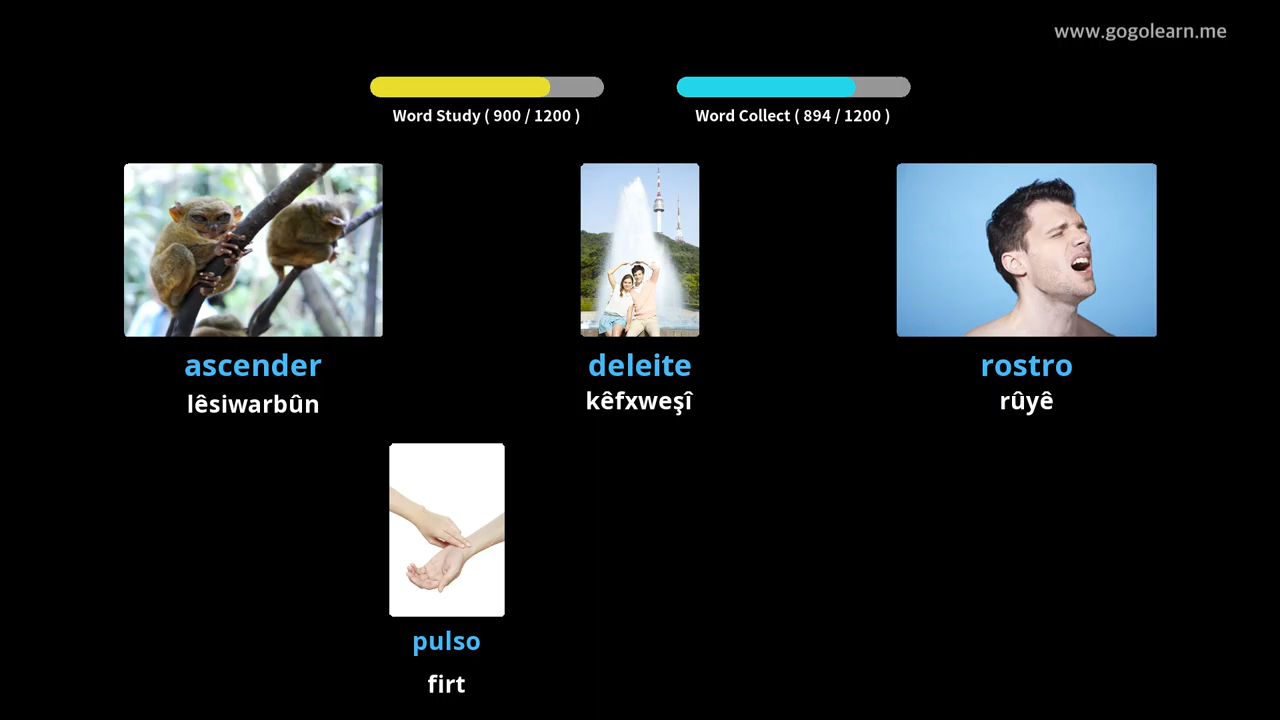 www.gogolearn.me
Word Study ( 900 / 1200 )
Word Collect ( 894 / 1200 )
ascender
lêsiwarbûn
deleite
kêfxweşî
rostro
rûyê
pulso
firt